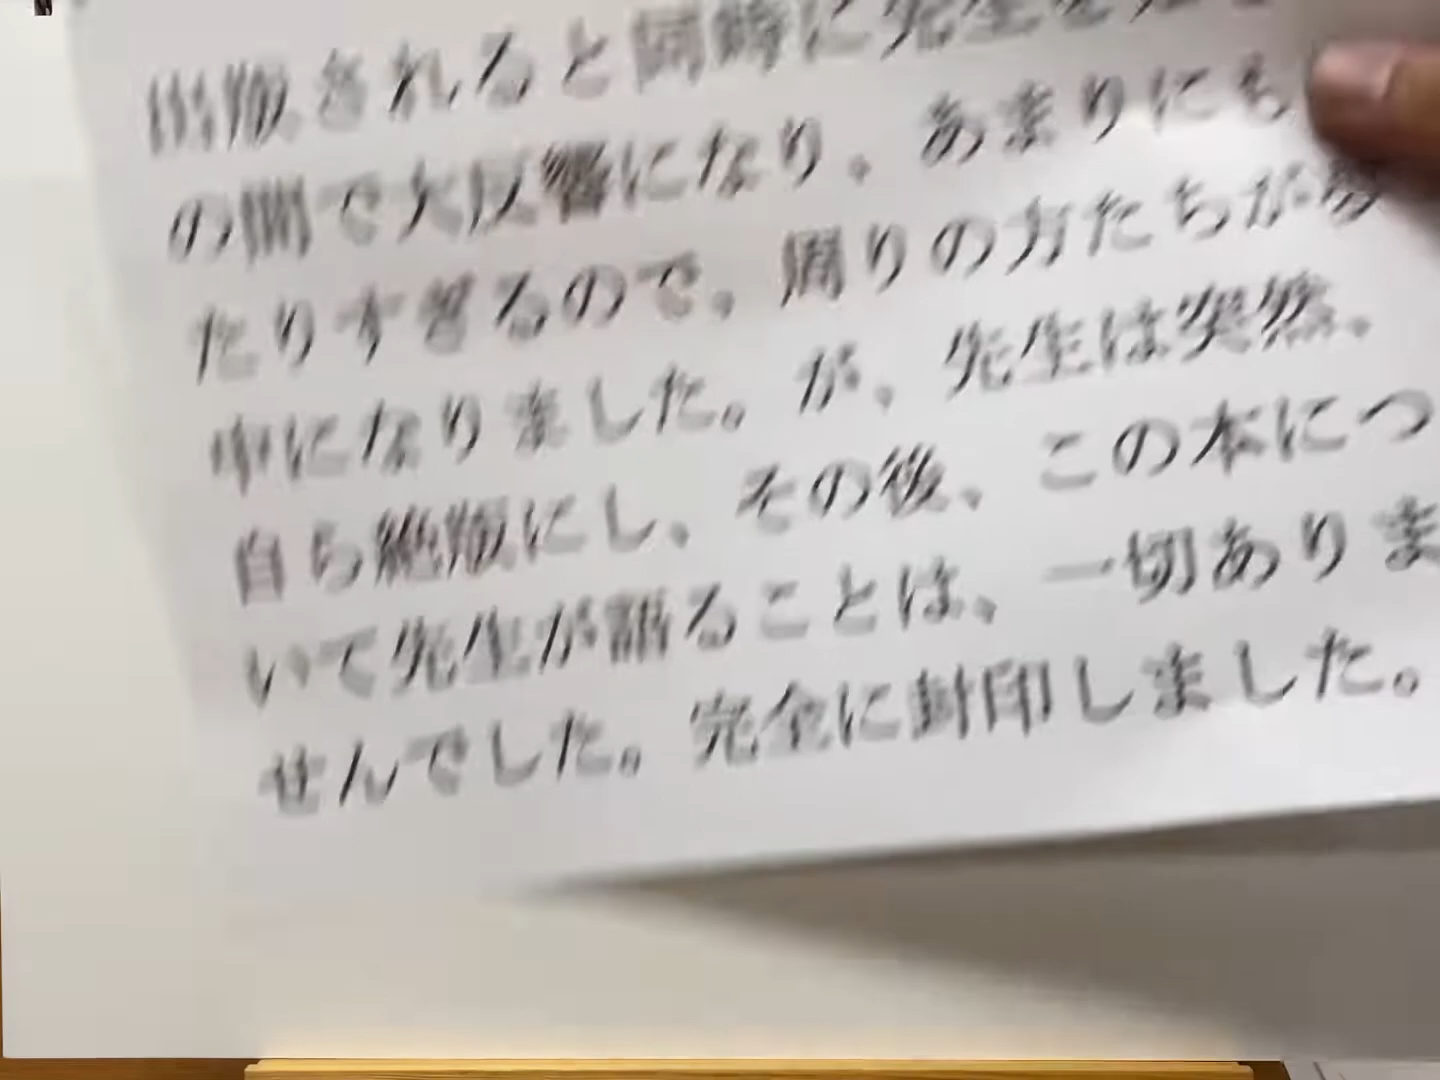 出版されると同時に先生を
の間で大反響になり、あまりにも
たりすぎるので、周りの方たちが
中になりました。が、先生は突然、
自ら絶版にし、その後、この本につ
いて先生が語ることは、一切ありま
せんでした。完全に封印しました。